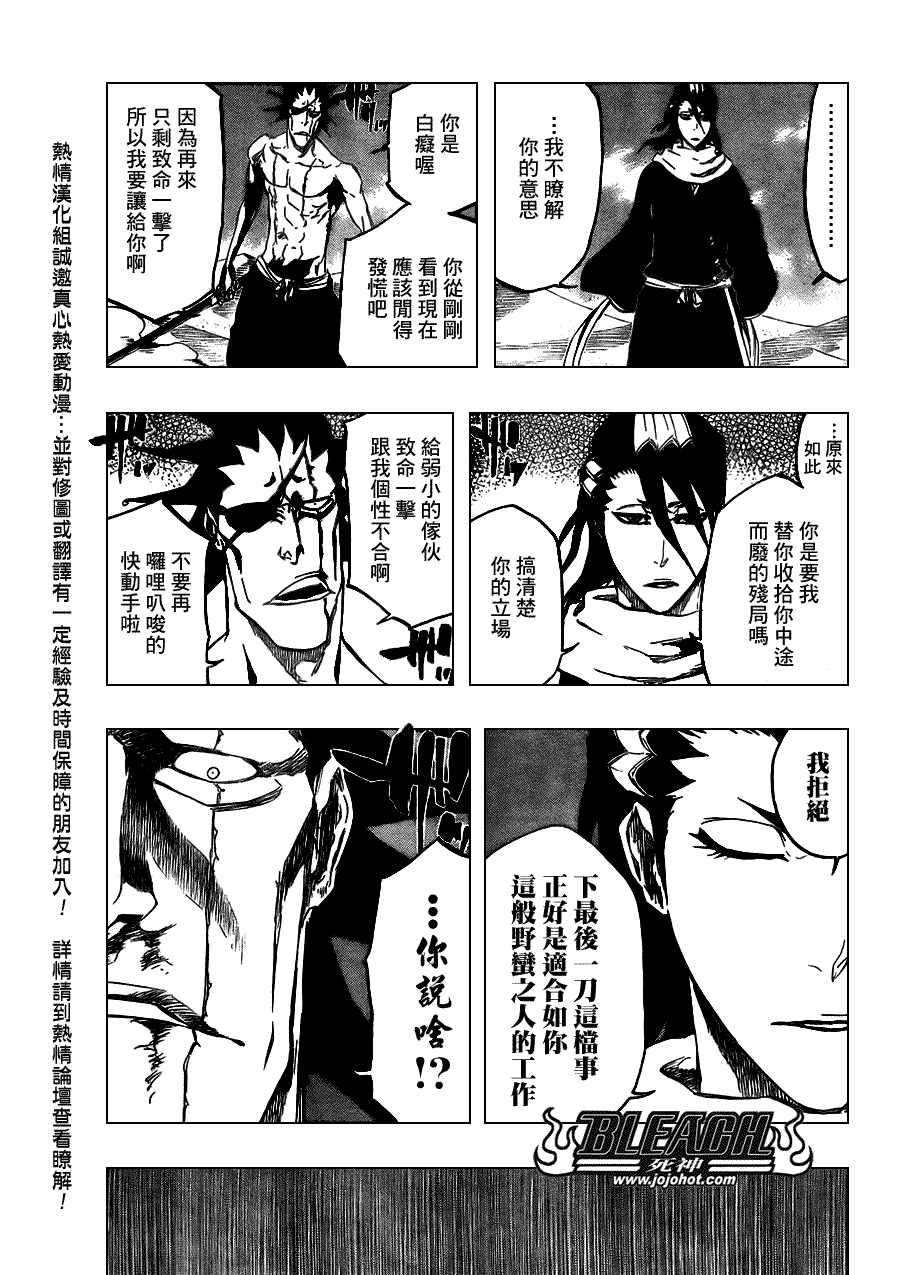 …………………
…我不瞭解
你的意思
你是
白癡喔
你從剛剛
看到現在
應該閒得
發慌吧
因為再來
只剩致命一擊了
所以我要讓給你啊
…原來
如此
你是要我
替你收拾你中途
而廢的殘局嗎
搞清楚
你的立場
給弱小的傢伙
致命一擊
跟我個性不合啊
不要再
囉哩叭唆的
快動手啦
我拒絕
下最後一刀這檔事
正好是適合如你
這般野蠻之人的工作
…你說啥!?
BLEACH
死神
www.jojohot.com
熱情漢化組誠邀真心熱愛動漫…並對修圖或翻譯有一定經驗及時間保障的朋友加入！ 詳情請到熱情論壇查看瞭解！